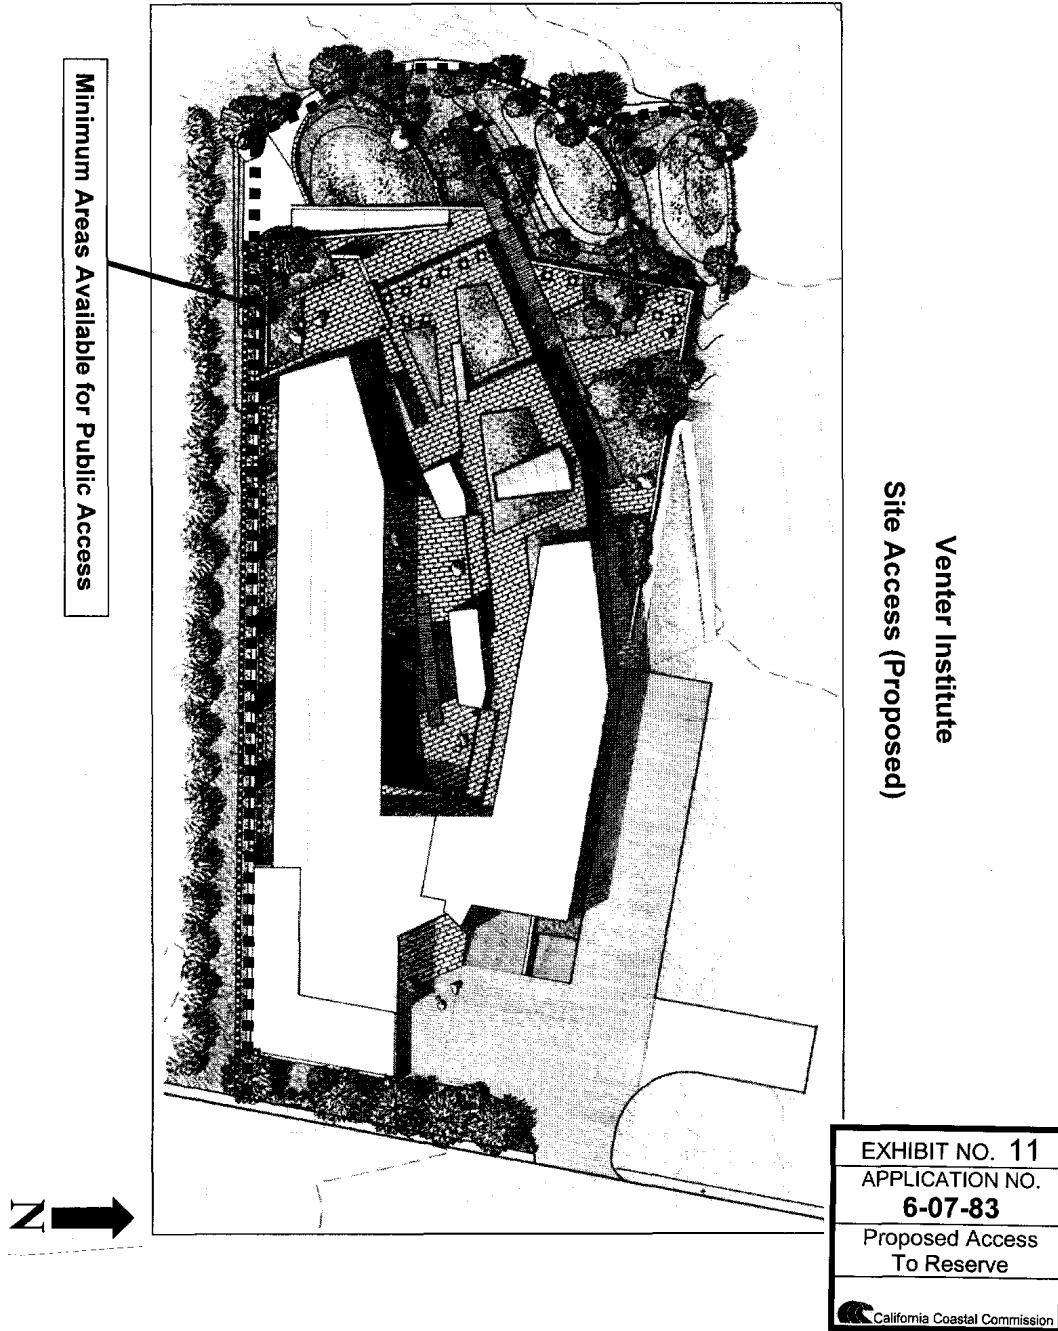 Venter Institute
Site Access (Proposed)
Minimum Areas Available for Public Access
N
EXHIBIT NO. 11
APPLICATION NO.
6-07-83
Proposed Access
To Reserve
California Coastal Commission